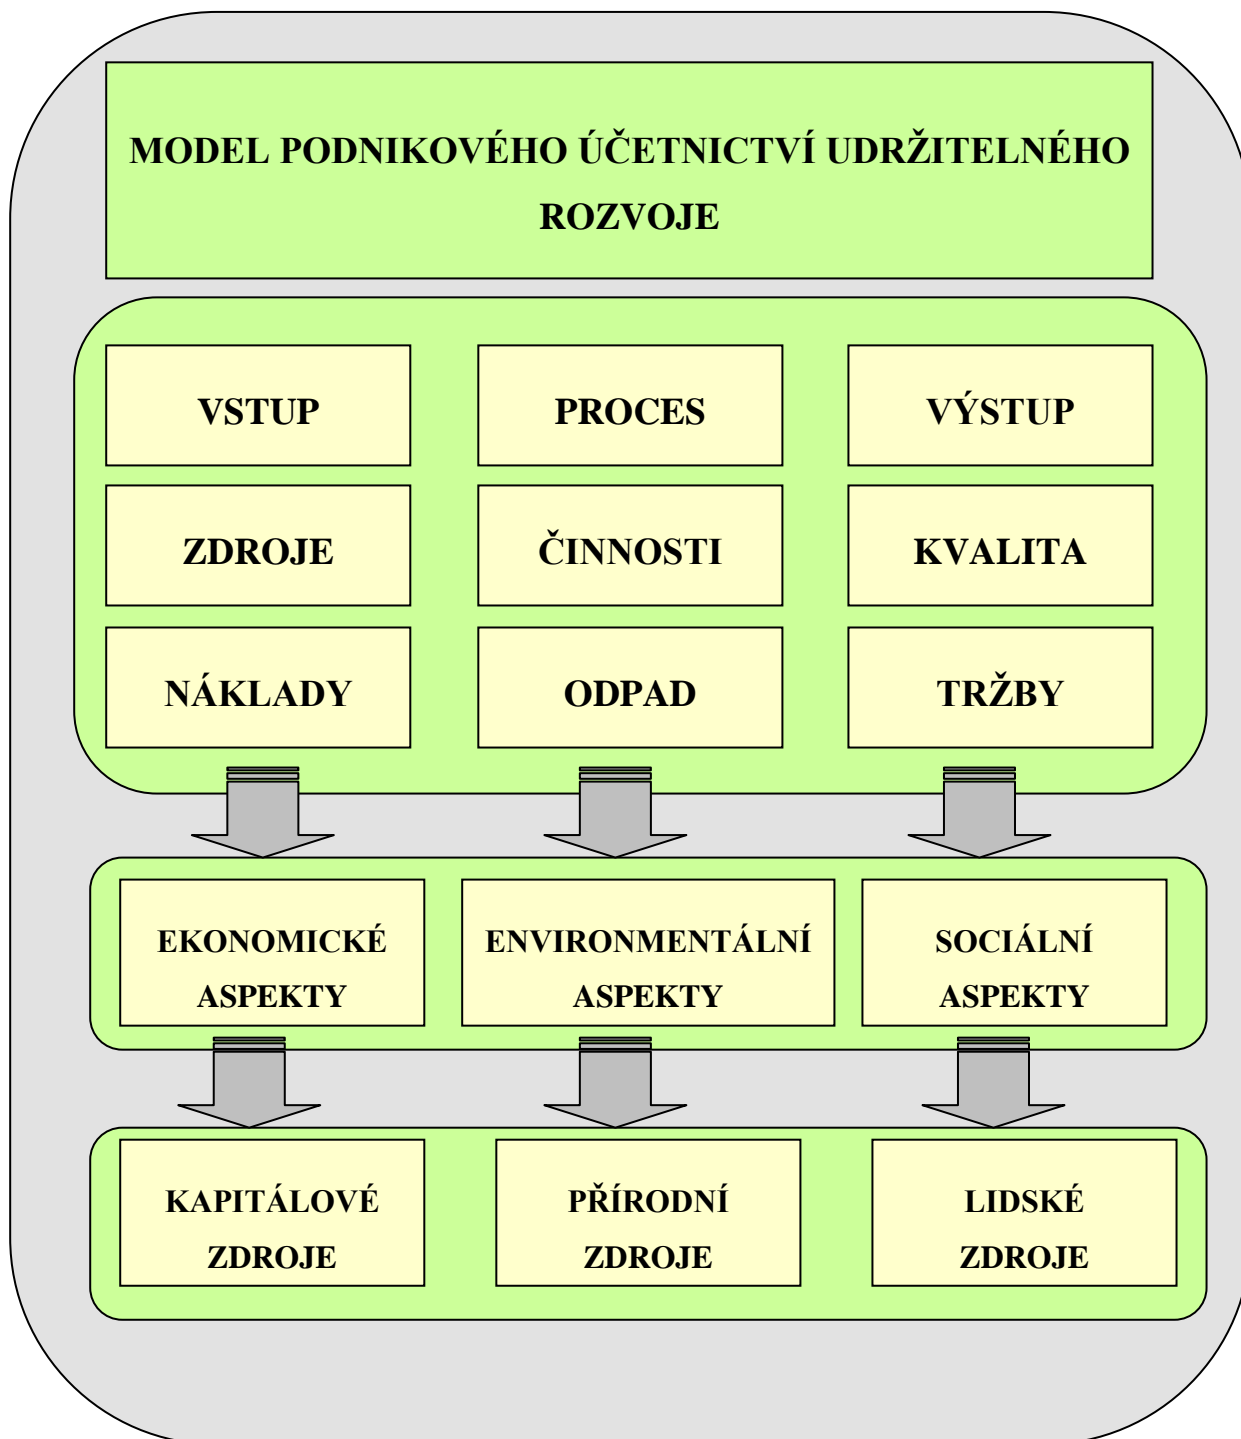 MODEL PODNIKOVÉHO ÚČETNICTVÍ UDRŽITELNÉHO
ROZVOJE
VSTUP
PROCES
VÝSTUP
ZDROJE
ČINNOSTI
KVALITA
NÁKLADY
ODPAD
TRŽBY
EKONOMICKÉ
ASPEKTY
ENVIRONMENTÁLNÍ
ASPEKTY
SOCIÁLNÍ
ASPEKTY
KAPITÁLOVÉ
ZDROJE
PŘÍRODNÍ
ZDROJE
LIDSKÉ
ZDROJE